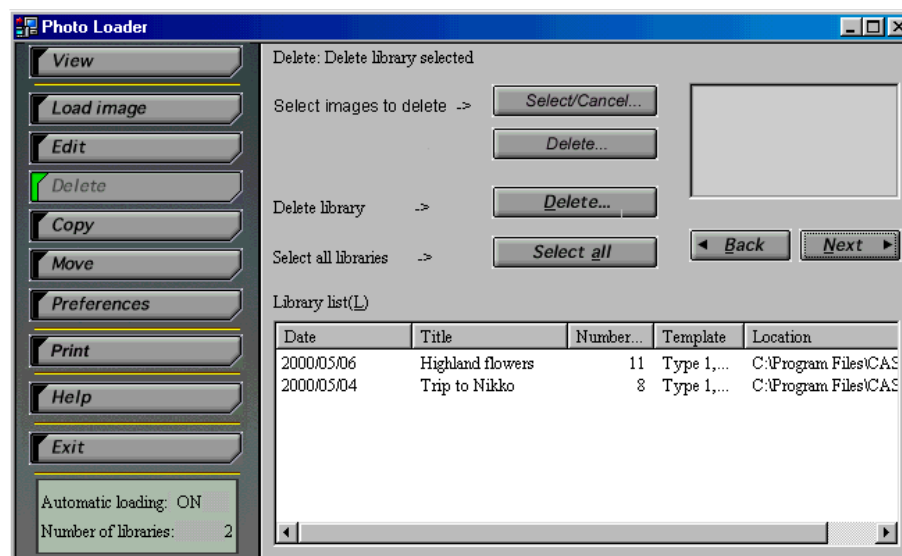 Photo Loader
View
Load image
Edit
Delete
Copy
Move
Preferences
Print
Help
Exit
Automatic loading: ON
Number of libraries: 2
Delete: Delete library selected
Select images to delete -> Select/Cancel...
Delete...
Delete library -> Delete...
Select all libraries -> Select all
Back Next
Library list(L)
Date Title Number... Template Location
2000/05/06 Highland flowers 11 Type 1,... C:\Program Files\CAS
2000/05/04 Trip to Nikko 8 Type 1,... C:\Program Files\CAS